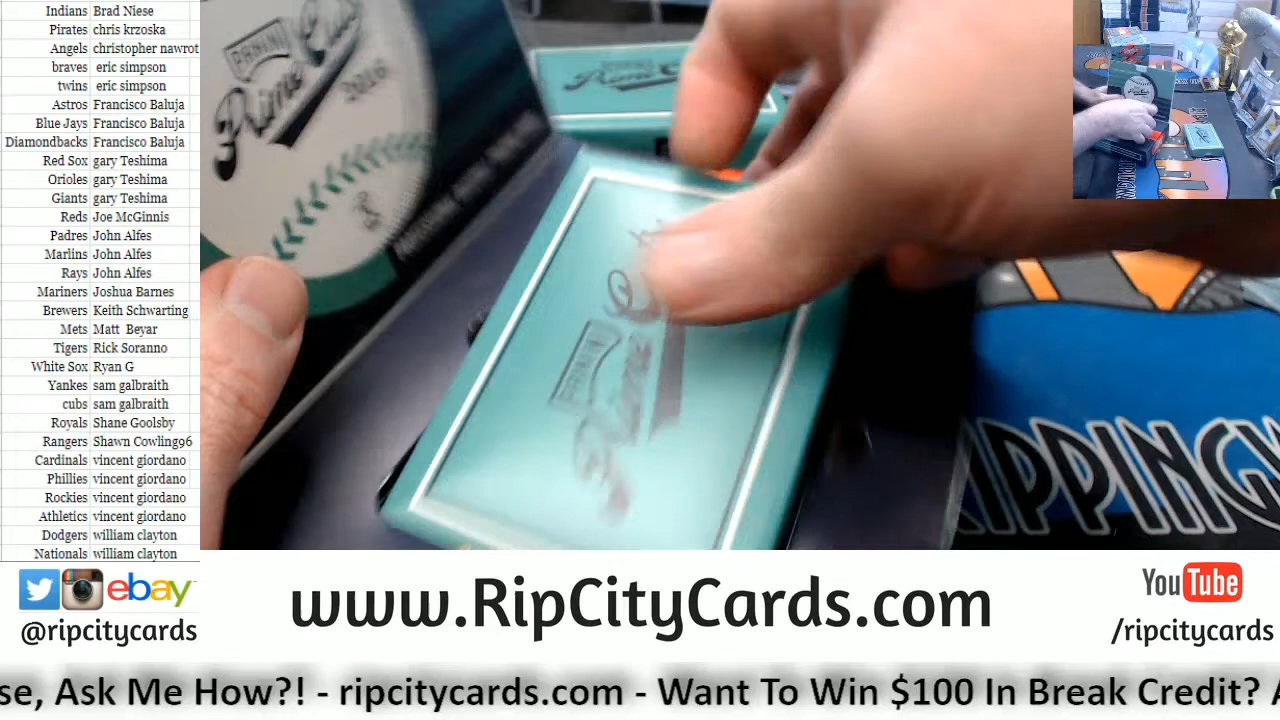 Indians Brad Niese
Pirates chris krzoska
Angels christopher nawrot
braves eric simpson
twins eric simpson
Astros Francisco Baluja
Blue Jays Francisco Baluja
Diamondbacks Francisco Baluja
Red Sox gary Teshima
Orioles gary Teshima
Giants gary Teshima
Reds Joe McGinnis
Padres John Alfes
Marlins John Alfes
Rays John Alfes
Mariners Joshua Barnes
Brewers Keith Schwarting
Mets Matt Beyar
Tigers Rick Soranno
White Sox Ryan G
Yankes sam galbraith
cubs sam galbraith
Royals Shane Goolsby
Rangers Shawn Cowling96
Cardinals vincent giordano
Phillies vincent giordano
Rockies vincent giordano
Athletics vincent giordano
Dodgers william clayton
Nationals william clayton
PANINI
Prime Cuts
2016
PANINI
Prime
IPPINGW
ebay
@ripcitycards
www.RipCityCards.com
YouTube
/ripcitycards
se, Ask Me How?! - ripcitycards.com - Want To Win $100 In Break Credit?